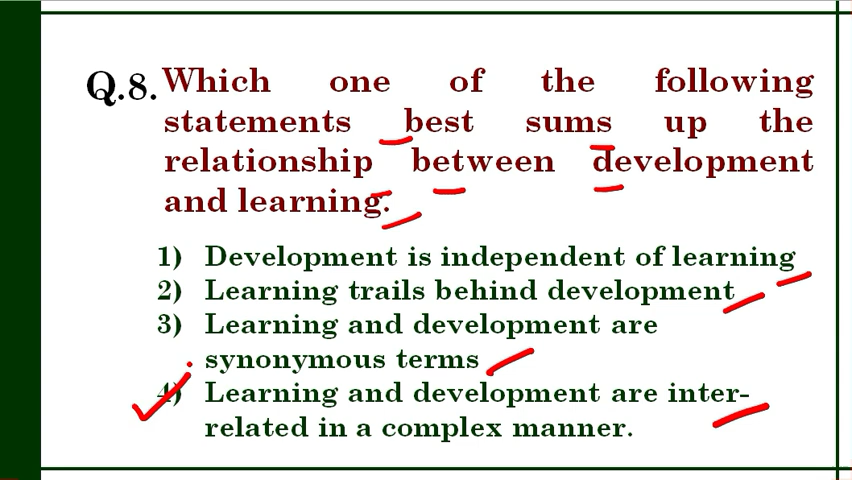 Q.8. Which one of the following
statements best sums up the
relationship between development
and learning.
1) Development is independent of learning
2) Learning trails behind development
3) Learning and development are
synonymous terms
4) Learning and development are inter-
related in a complex manner.